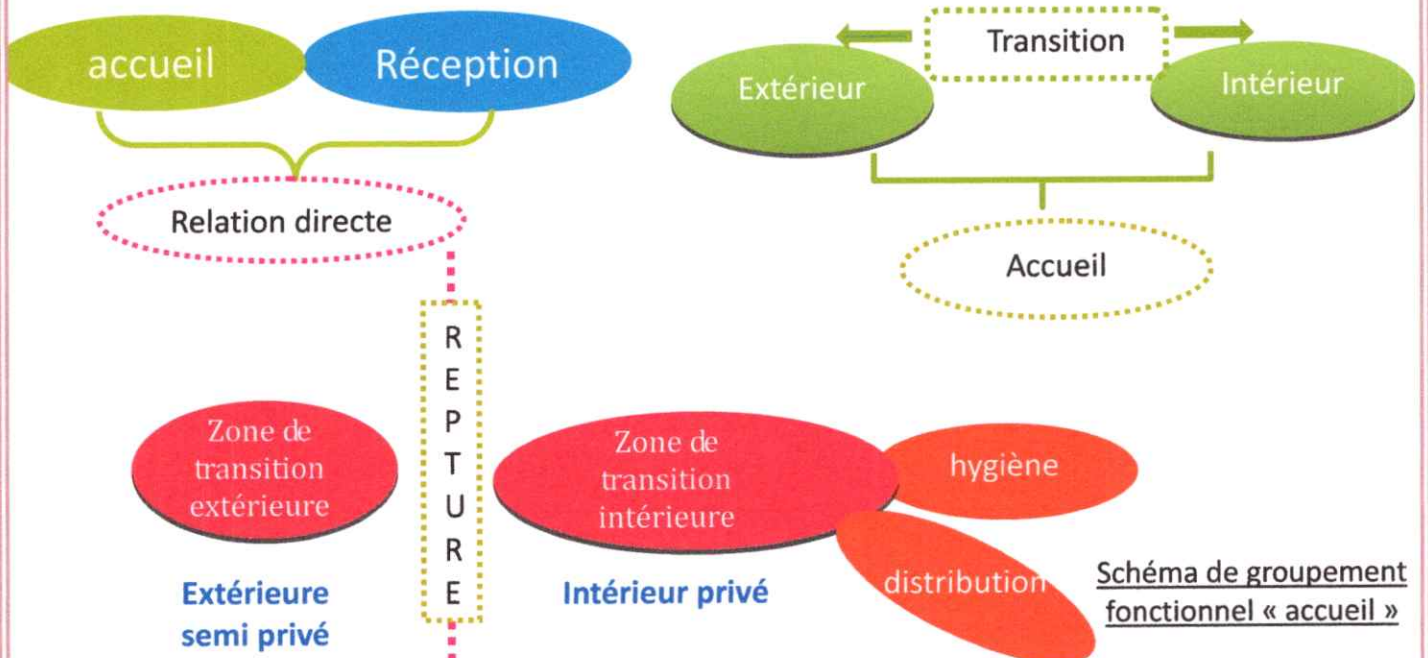 accueil
Réception
Relation directe
Transition
Extérieur
Intérieur
Accueil
R
E
P
T
U
R
E
Zone de
transition
extérieure
Extérieure
semi privé
Zone de
transition
intérieure
Intérieur privé
hygiène
distribution
Schéma de groupement
fonctionnel « accueil »